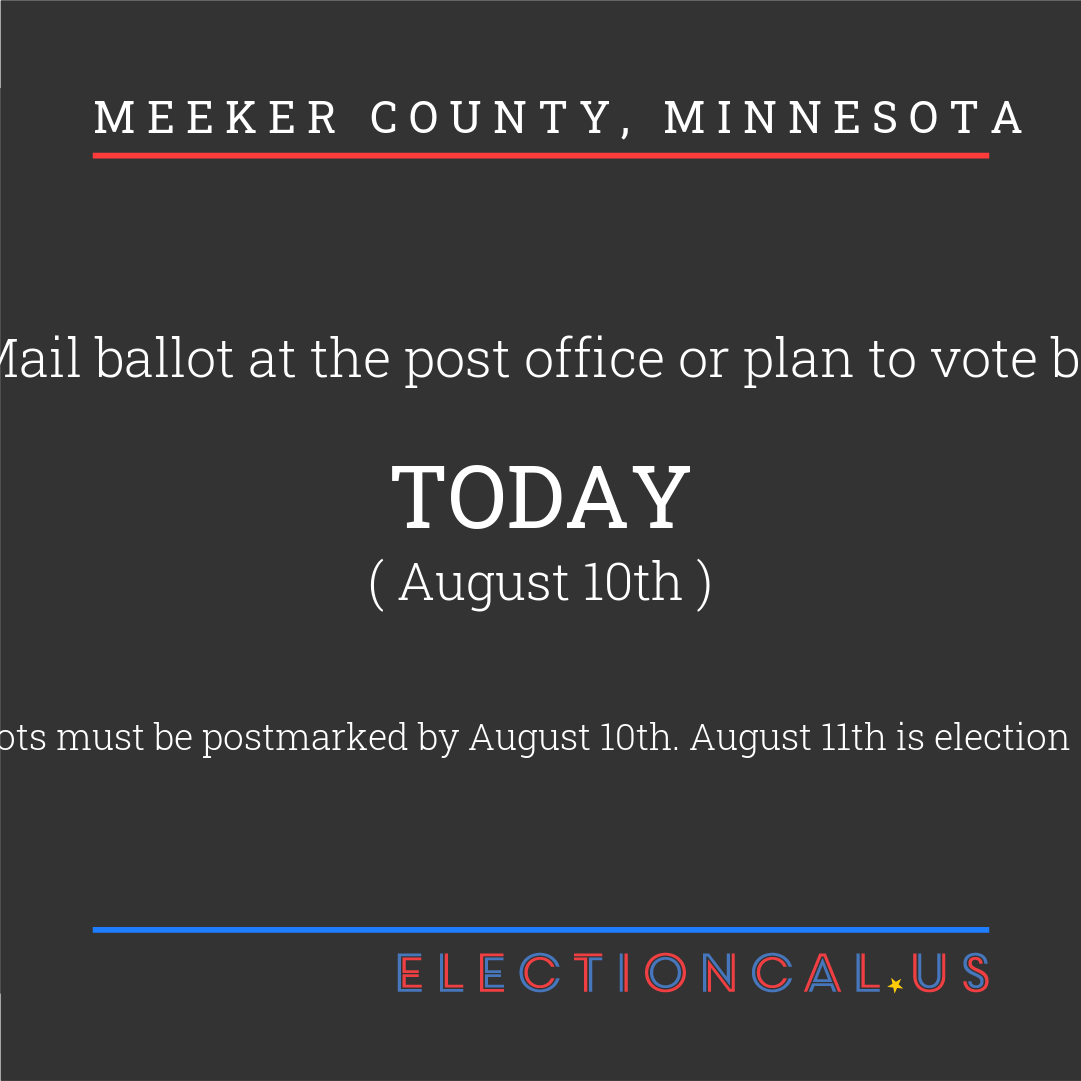 MEEKER COUNTY, MINNESOTA
Mail ballot at the post office or plan to vote b
TODAY
( August 10th )
ots must be postmarked by August 10th. August 11th is election
ELECTIONCAL.US